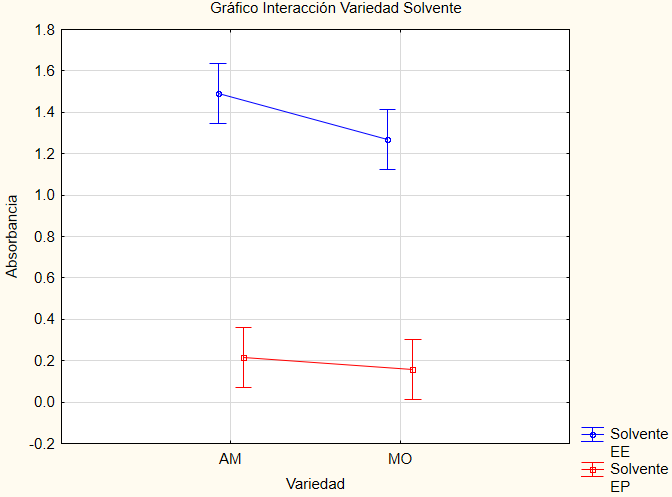 Gráfico Interacción Variedad Solvente
1.8
1.6
1.4
1.2
1.0
0.8
0.6
0.4
0.2
0.0
-0.2
Absorbancia
AM MO
Variedad
Solvente
EE
Solvente
EP